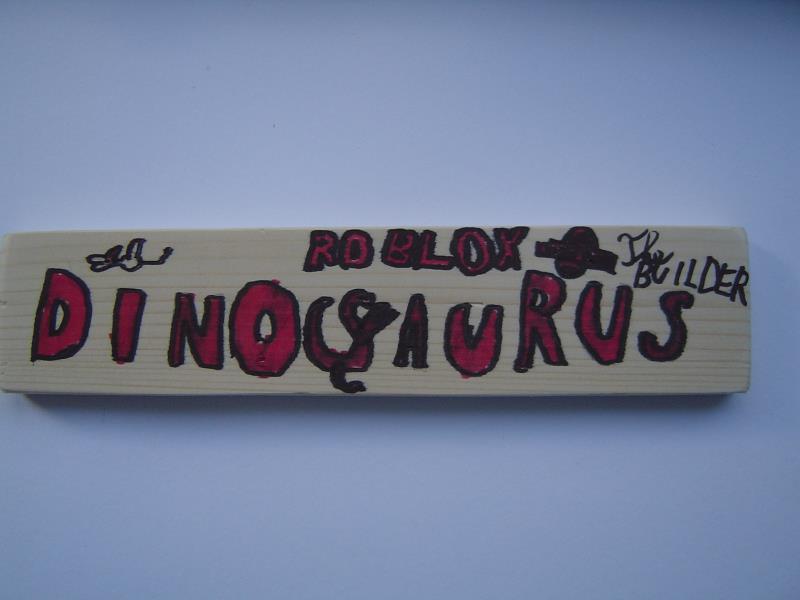 ROBLOX
The
BUILDER
DINOSAURUS